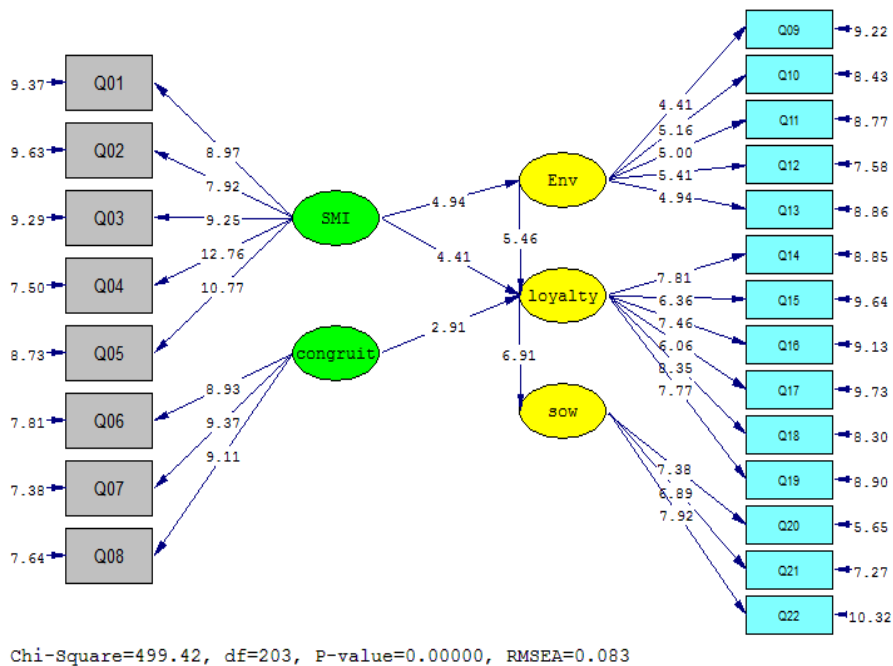 9.37 Q01
9.63 Q02
9.29 Q03
7.50 Q04
8.73 Q05
7.81 Q06
7.38 Q07
7.64 Q08
8.97
7.92
9.25
12.76
10.77
8.93
9.37
9.11
SMI
congruit
4.94
4.41
2.91
Env
5.46
loyalty
6.91
sow
4.41
5.16
5.00
5.41
4.94
7.81
6.36
7.46
6.06
8.35
7.77
7.38
6.89
7.92
Q09 9.22
Q10 8.43
Q11 8.77
Q12 7.58
Q13 8.86
Q14 8.85
Q15 9.64
Q16 9.13
Q17 9.73
Q18 8.30
Q19 8.90
Q20 5.65
Q21 7.27
Q22 10.32
Chi-Square=499.42, df=203, P-value=0.00000, RMSEA=0.083